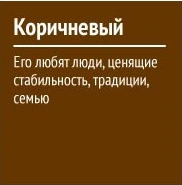 Коричневый
Его любят люди, ценящие
стабильность, традиции,
семью